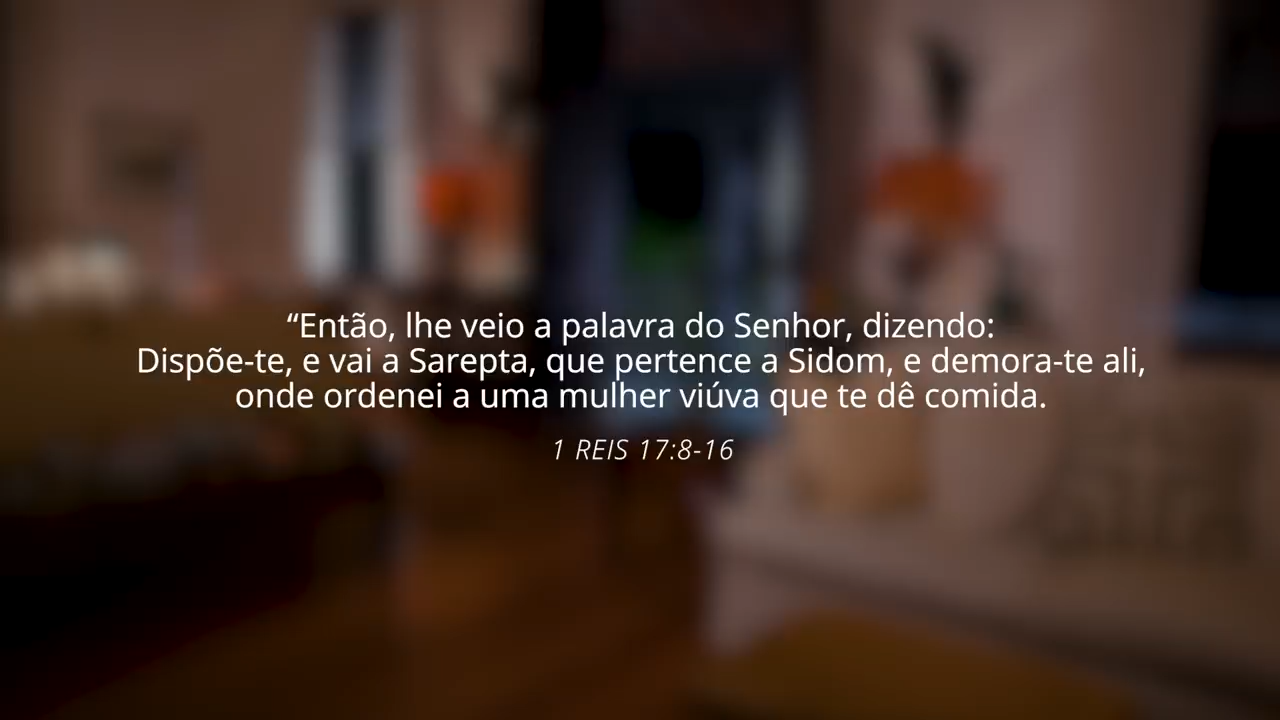 “Então, lhe veio a palavra do Senhor, dizendo:
Dispõe-te, e vai a Sarepta, que pertence a Sidom, e demora-te ali,
onde ordenei a uma mulher viúva que te dê comida.
1 REIS 17:8-16